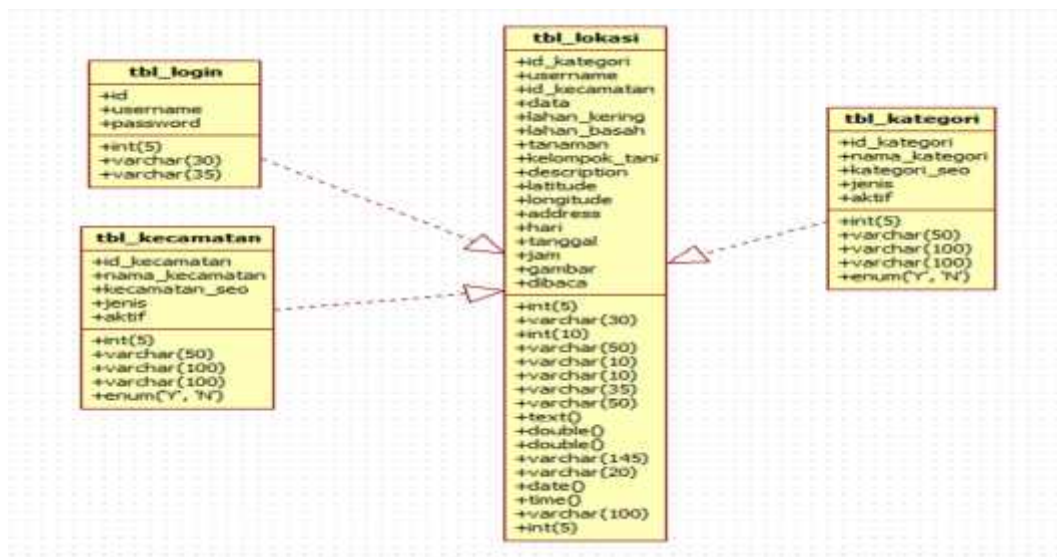 tbl_login
+id
+username
+password
+int(5)
+varchar(30)
+varchar(35)
tbl_kecamatan
+id_kecamatan
+nama_kecamatan
+kecamatan_seo
+jenis
+aktif
+int(5)
+varchar(50)
+varchar(100)
+varchar(100)
+enum('Y', 'N')
tbl_lokasi
+id_kategori
+username
+id_kecamatan
+data
+lahan_kering
+lahan_basah
+tanaman
+kelompok_tani
+description
+latitude
+longitude
+address
+hari
+tanggal
+jam
+gambar
+dibaca
+int(5)
+varchar(30)
+int(10)
+varchar(50)
+varchar(10)
+varchar(10)
+varchar(35)
+varchar(50)
+text()
+double()
+double()
+varchar(145)
+varchar(20)
+date()
+time()
+varchar(100)
+int(5)
tbl_kategori
+id_kategori
+nama_kategori
+kategori_seo
+jenis
+aktif
+int(5)
+varchar(50)
+varchar(100)
+varchar(100)
+enum('Y', 'N')